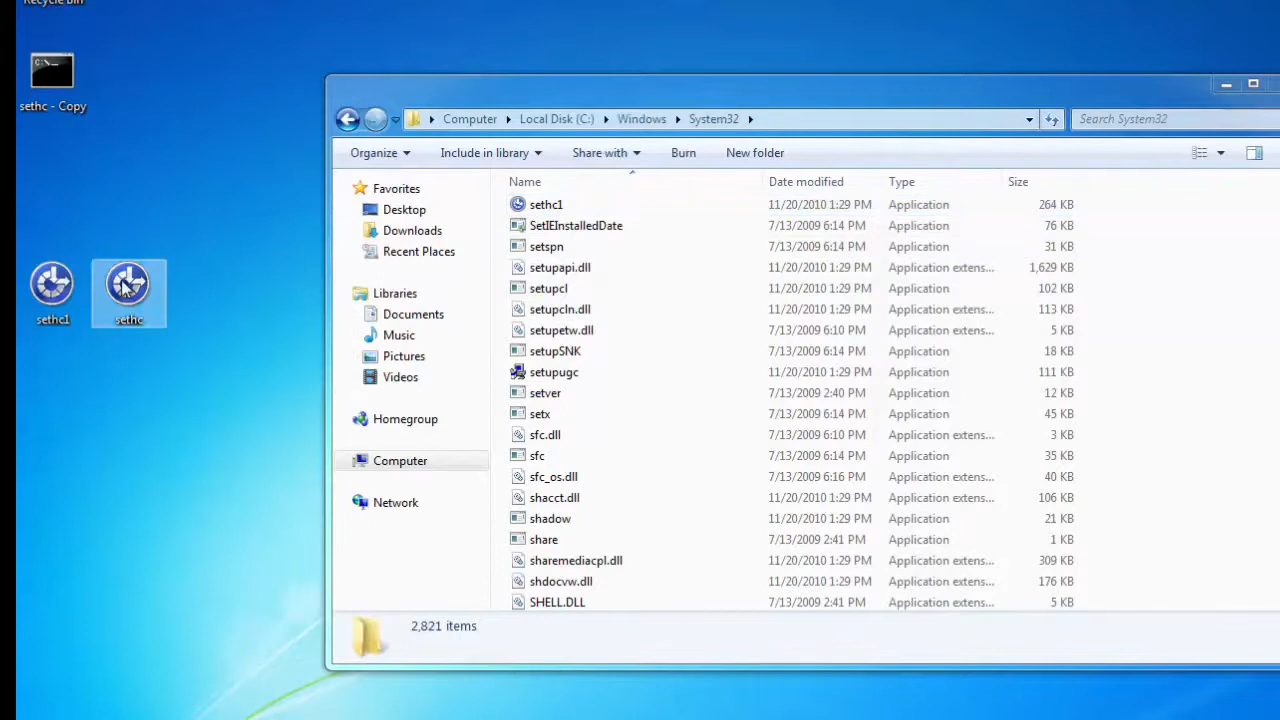 Recycle Bin
C:\_
sethc - Copy
sethc1
sethc
Computer Local Disk (C:) Windows System32
Search System32
Organize Include in library Share with Burn New folder
Favorites
Desktop
Downloads
Recent Places
Libraries
Documents
Music
Pictures
Videos
Homegroup
Computer
Network
Name Date modified Type Size
sethc1 11/20/2010 1:29 PM Application 264 KB
SetIEInstalledDate 7/13/2009 6:14 PM Application 76 KB
setspn 7/13/2009 6:14 PM Application 31 KB
setupapi.dll 11/20/2010 1:29 PM Application extens... 1,629 KB
setupcl 11/20/2010 1:29 PM Application 102 KB
setupcln.dll 11/20/2010 1:29 PM Application extens... 113 KB
setupetw.dll 7/13/2009 6:10 PM Application extens... 5 KB
setupSNK 7/13/2009 6:14 PM Application 18 KB
setupugc 11/20/2010 1:29 PM Application 111 KB
setver 7/13/2009 2:40 PM Application 12 KB
setx 7/13/2009 6:14 PM Application 45 KB
sfc.dll 7/13/2009 6:10 PM Application extens... 3 KB
sfc 7/13/2009 6:14 PM Application 35 KB
sfc_os.dll 7/13/2009 6:16 PM Application extens... 40 KB
shacct.dll 11/20/2010 1:29 PM Application extens... 106 KB
shadow 11/20/2010 1:29 PM Application 21 KB
share 7/13/2009 2:41 PM Application 1 KB
sharemediacpl.dll 11/20/2010 1:29 PM Application extens... 309 KB
shdocvw.dll 11/20/2010 1:29 PM Application extens... 176 KB
SHELL.DLL 7/13/2009 2:41 PM Application extens... 5 KB
2,821 items